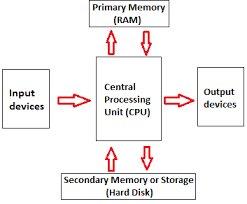 Primary Memory
(RAM)
Input
devices
Central
Processing
Unit (CPU)
Output
devices
Secondary Memory or Storage
(Hard Disk)